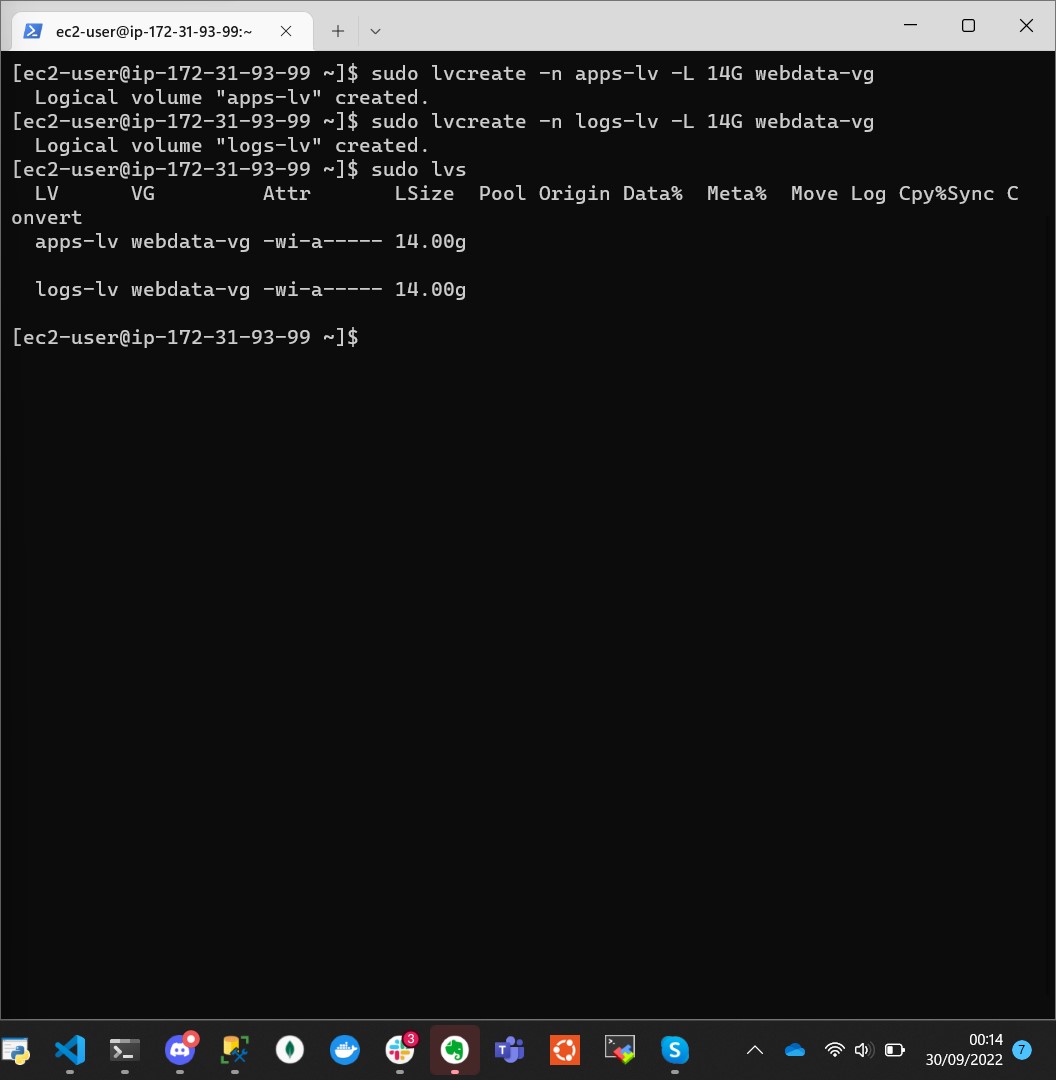 ec2-user@ip-172-31-93-99:~
[ec2-user@ip-172-31-93-99 ~]$ sudo lvcreate -n apps-lv -L 14G webdata-vg
  Logical volume "apps-lv" created.
[ec2-user@ip-172-31-93-99 ~]$ sudo lvcreate -n logs-lv -L 14G webdata-vg
  Logical volume "logs-lv" created.
[ec2-user@ip-172-31-93-99 ~]$ sudo lvs
  LV      VG         Attr       LSize  Pool Origin Data%  Meta%  Move Log Cpy%Sync C
onvert
  apps-lv webdata-vg -wi-a----- 14.00g
  logs-lv webdata-vg -wi-a----- 14.00g
[ec2-user@ip-172-31-93-99 ~]$
3
S
00:14
30/09/2022
7